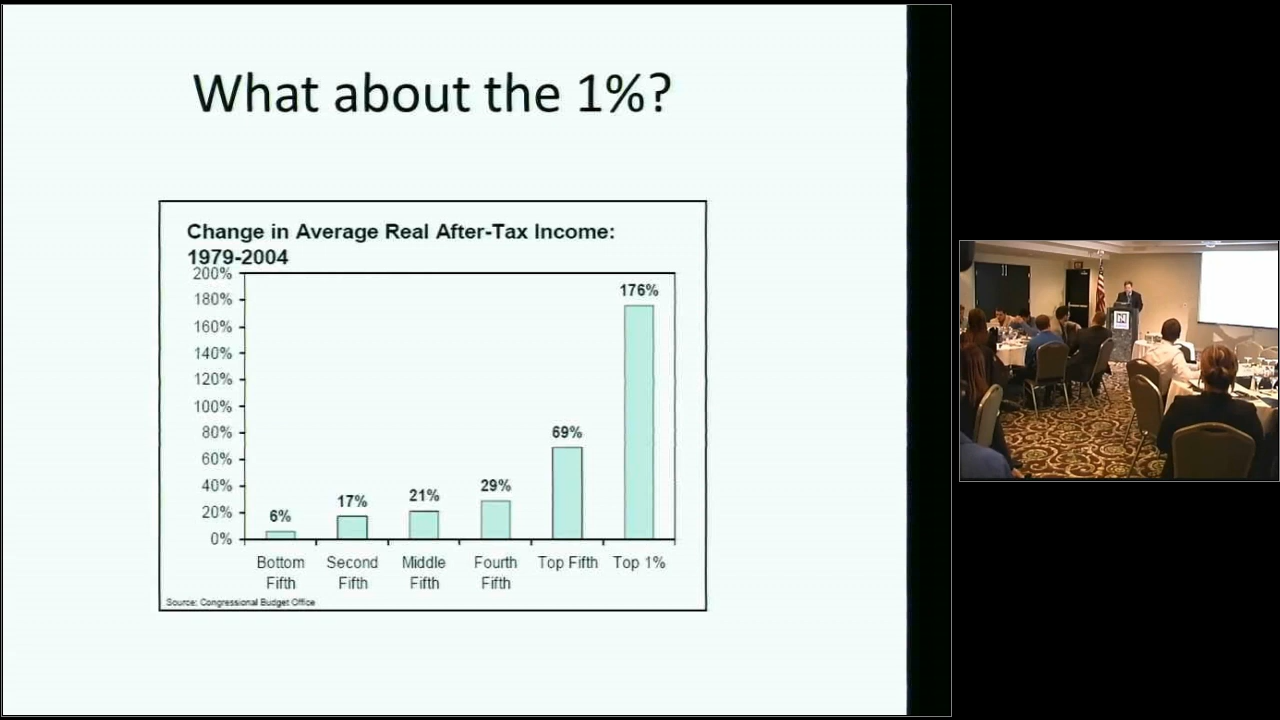 What about the 1%?
Change in Average Real After-Tax Income:
1979-2004
200%
180%
160%
140%
120%
100%
80%
60%
40%
20%
0%
6%
17%
21%
29%
69%
176%
Bottom Fifth
Second Fifth
Middle Fifth
Fourth Fifth
Top Fifth
Top 1%
Source: Congressional Budget Office